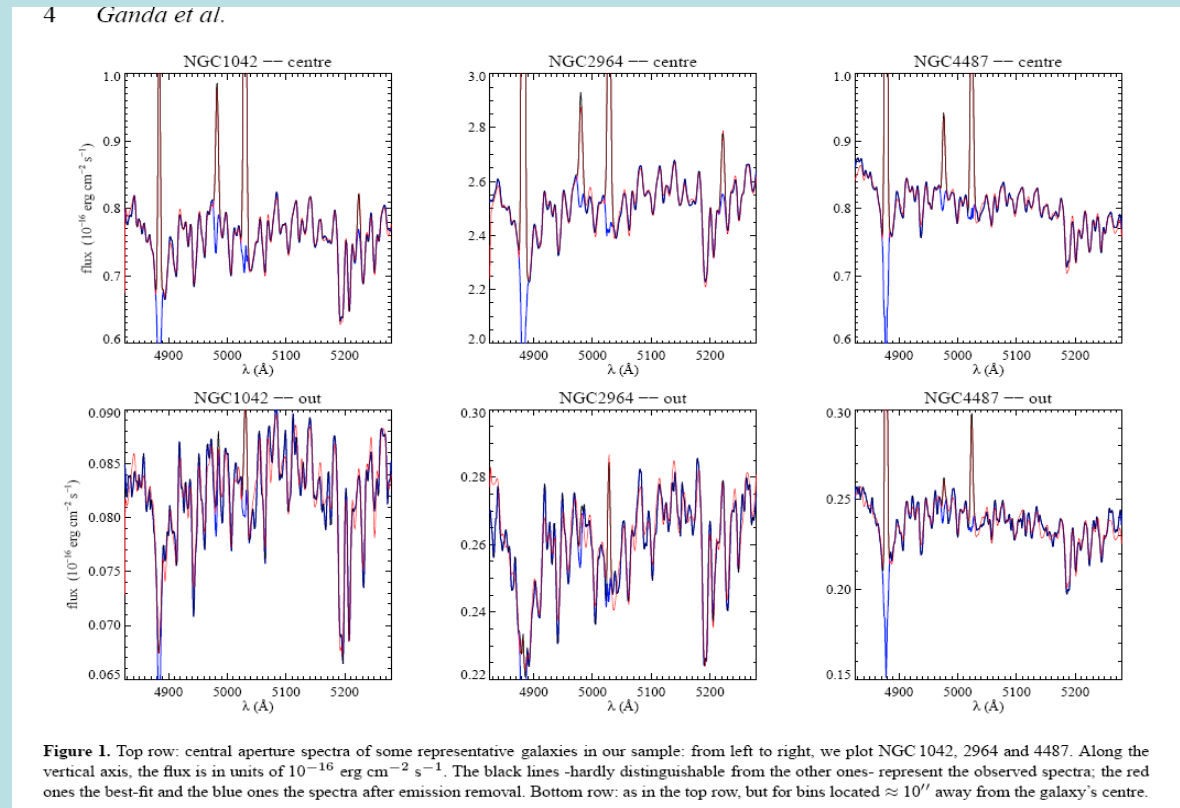 4 Ganda et al.
NGC1042 –– centre
NGC2964 –– centre
NGC4487 –– centre
1.0
0.9
0.8
0.7
0.6
flux (10⁻¹⁶ erg cm⁻² s⁻¹)
4900 5000 5100 5200
λ (Å)
3.0
2.8
2.6
2.4
2.2
2.0
4900 5000 5100 5200
λ (Å)
1.0
0.9
0.8
0.7
0.6
4900 5000 5100 5200
λ (Å)
NGC1042 –– out
NGC2964 –– out
NGC4487 –– out
0.090
0.085
0.080
0.075
0.070
0.065
flux (10⁻¹⁶ erg cm⁻² s⁻¹)
4900 5000 5100 5200
λ (Å)
0.30
0.28
0.26
0.24
0.22
4900 5000 5100 5200
λ (Å)
0.30
0.25
0.20
0.15
4900 5000 5100 5200
λ (Å)
Figure 1. Top row: central aperture spectra of some representative galaxies in our sample: from left to right, we plot NGC 1042, 2964 and 4487. Along the
vertical axis, the flux is in units of 10⁻¹⁶ erg cm⁻² s⁻¹. The black lines -hardly distinguishable from the other ones- represent the observed spectra; the red
ones the best-fit and the blue ones the spectra after emission removal. Bottom row: as in the top row, but for bins located ≈ 10″ away from the galaxy's centre.